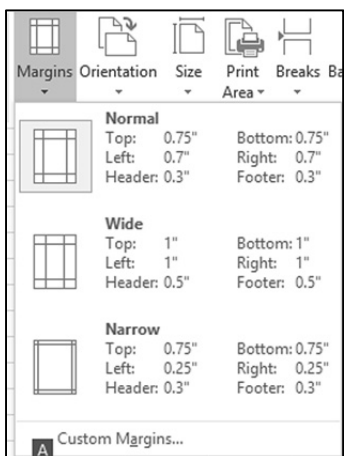 Margins Orientation Size Print Area Breaks Ba
Normal
Top: 0.75" Bottom: 0.75"
Left: 0.7" Right: 0.7"
Header: 0.3" Footer: 0.3"
Wide
Top: 1" Bottom: 1"
Left: 1" Right: 1"
Header: 0.5" Footer: 0.5"
Narrow
Top: 0.75" Bottom: 0.75"
Left: 0.25" Right: 0.25"
Header: 0.3" Footer: 0.3"
A Custom Margins...